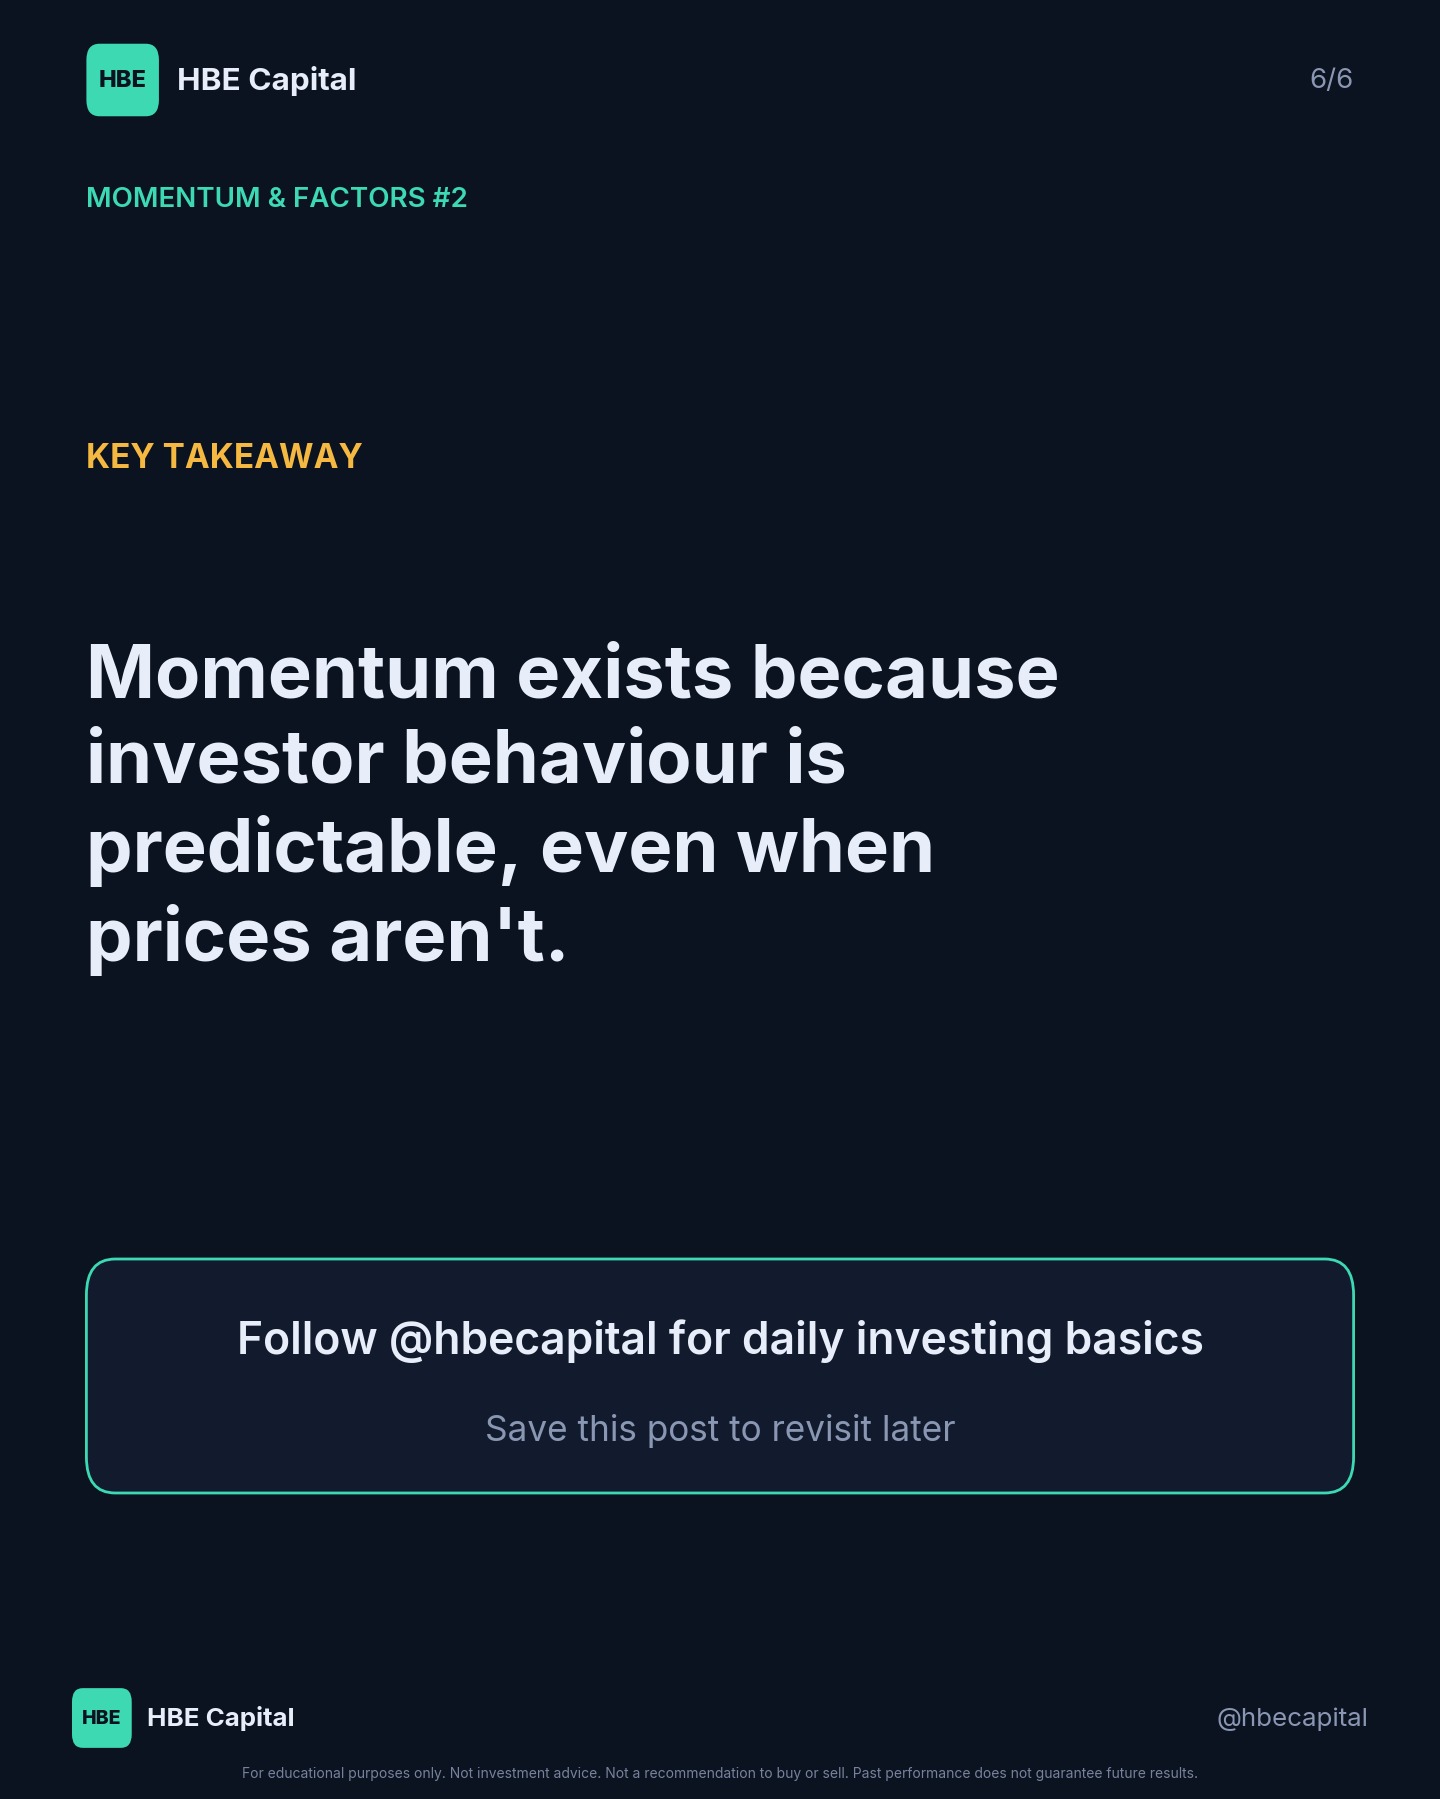 HBE HBE Capital 6/6
MOMENTUM & FACTORS #2
KEY TAKEAWAY
Momentum exists because
investor behaviour is
predictable, even when
prices aren't.
Follow @hbecapital for daily investing basics
Save this post to revisit later
HBE HBE Capital @hbecapital
For educational purposes only. Not investment advice. Not a recommendation to buy or sell. Past performance does not guarantee future results.